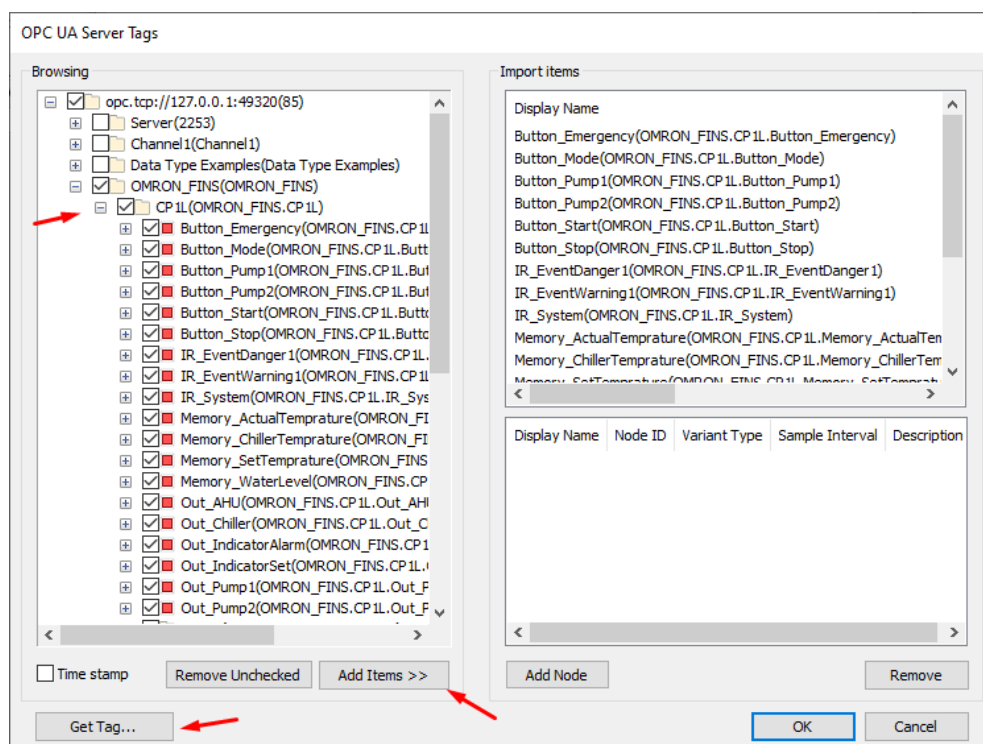 OPC UA Server Tags
Browsing
opc.tcp://127.0.0.1:49320(85)
Server(2253)
Channel1(Channel1)
Data Type Examples(Data Type Examples)
OMRON_FINS(OMRON_FINS)
CP1L(OMRON_FINS.CP1L)
Button_Emergency(OMRON_FINS.CP1L
Button_Mode(OMRON_FINS.CP1L.Butt
Button_Pump1(OMRON_FINS.CP1L.But
Button_Pump2(OMRON_FINS.CP1L.But
Button_Start(OMRON_FINS.CP1L.Butto
Button_Stop(OMRON_FINS.CP1L.Butto
IR_EventDanger1(OMRON_FINS.CP1L.
IR_EventWarning1(OMRON_FINS.CP1L
IR_System(OMRON_FINS.CP1L.IR_Sys
Memory_ActualTemprature(OMRON_FI
Memory_ChillerTemprature(OMRON_FI
Memory_SetTemprature(OMRON_FINS
Memory_WaterLevel(OMRON_FINS.CP
Out_AHU(OMRON_FINS.CP1L.Out_AH
Out_Chiller(OMRON_FINS.CP1L.Out_C
Out_IndicatorAlarm(OMRON_FINS.CP1
Out_IndicatorSet(OMRON_FINS.CP1L.
Out_Pump1(OMRON_FINS.CP1L.Out_P
Out_Pump2(OMRON_FINS.CP1L.Out_P
Time stamp
Remove Unchecked
Add Items >>
Get Tag...
Import items
Display Name
Button_Emergency(OMRON_FINS.CP1L.Button_Emergency)
Button_Mode(OMRON_FINS.CP1L.Button_Mode)
Button_Pump1(OMRON_FINS.CP1L.Button_Pump1)
Button_Pump2(OMRON_FINS.CP1L.Button_Pump2)
Button_Start(OMRON_FINS.CP1L.Button_Start)
Button_Stop(OMRON_FINS.CP1L.Button_Stop)
IR_EventDanger1(OMRON_FINS.CP1L.IR_EventDanger1)
IR_EventWarning1(OMRON_FINS.CP1L.IR_EventWarning1)
IR_System(OMRON_FINS.CP1L.IR_System)
Memory_ActualTemprature(OMRON_FINS.CP1L.Memory_ActualTem
Memory_ChillerTemprature(OMRON_FINS.CP1L.Memory_ChillerTem
Memory_SetTemprature(OMRON_FINS.CP1L.Memory_SetTempratu
Display Name Node ID Variant Type Sample Interval Description
Add Node
Remove
OK
Cancel